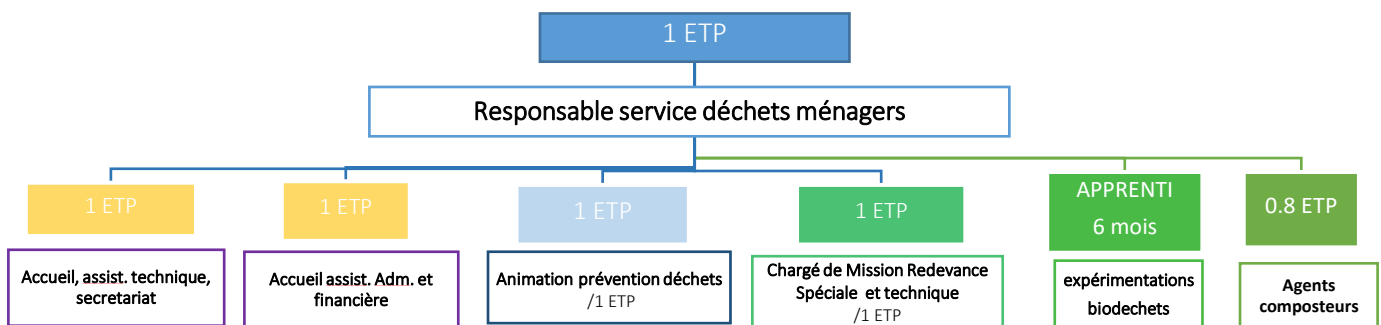 1 ETP
Responsable service déchets ménagers
1 ETP
Accueil, assist. technique,
secretariat
1 ETP
Accueil assist. Adm. et
financière
1 ETP
Animation prévention déchets
/1 ETP
1 ETP
Chargé de Mission Redevance
Spéciale et technique
/1 ETP
APPRENTI
6 mois
expérimentations
biodechets
0.8 ETP
Agents
composteurs